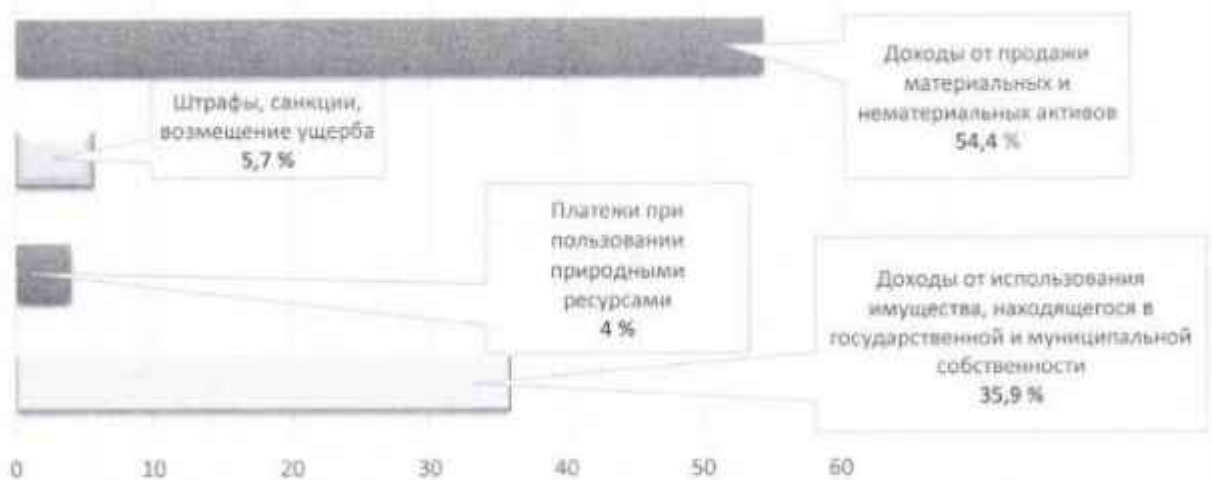 Доходы от продажи
материальных и
нематериальных активов
54,4 %
Штрафы, санкции,
возмещение ущерба
5,7 %
Платежи при
пользовании
природными
ресурсами
4 %
Доходы от использования
имущества, находящегося в
государственной и муниципальной
собственности
35,9 %
0 10 20 30 40 50 60